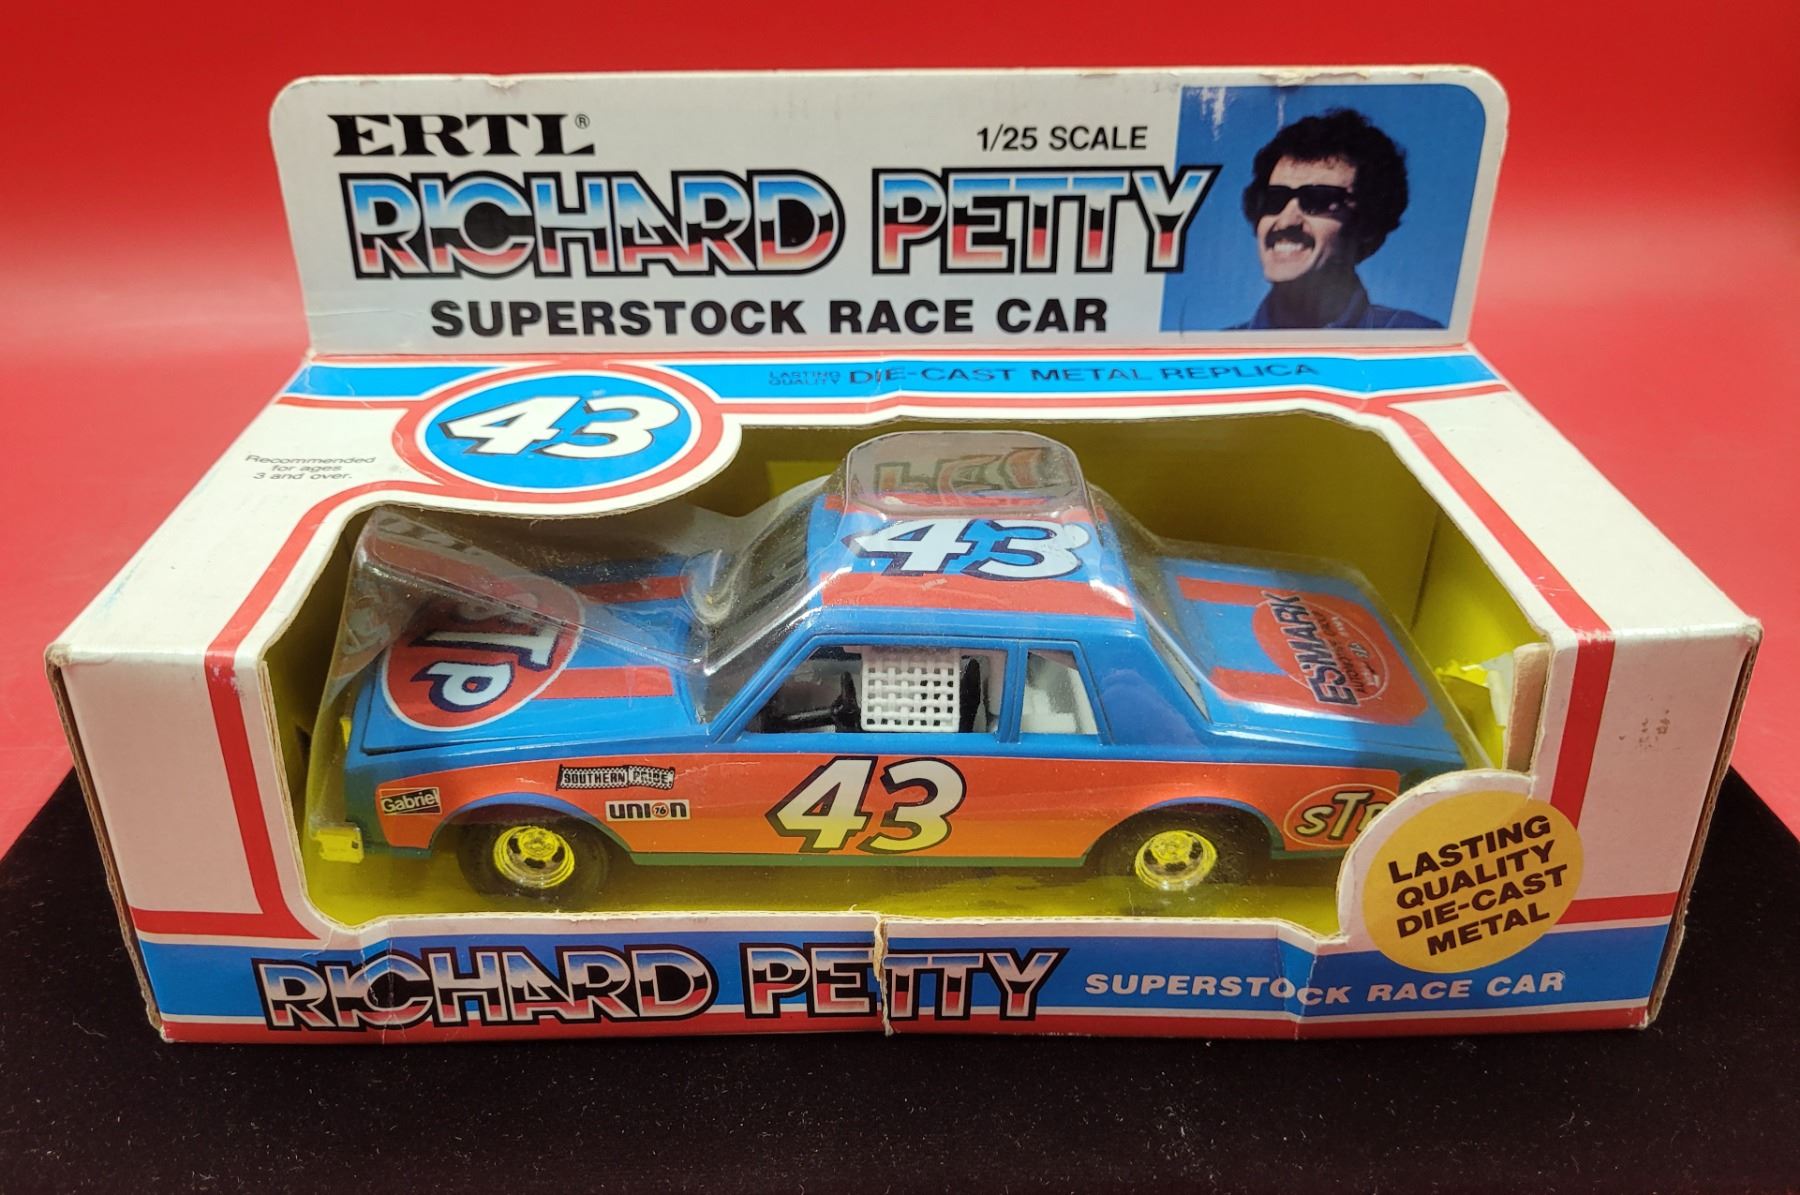 ERTL®
1/25 SCALE
RICHARD PETTY
SUPERSTOCK RACE CAR
LASTING
QUALITY DIE-CAST METAL REPLICA
43
Recommended
for ages
3 and over.
43
STP
ESMARK
SOUTHERN PRIDE
Gabriel
UNION 76
43
STP
LASTING
QUALITY
DIE-CAST
METAL
RICHARD PETTY SUPERSTOCK RACE CAR